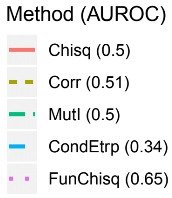 Method (AUROC)
Chisq (0.5)
Corr (0.51)
MutI (0.5)
CondEtrp (0.34)
FunChisq (0.65)